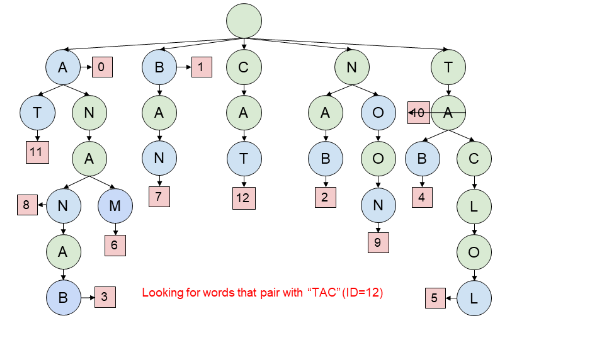 A 0 B 1 C N T
T N A A A O 10 A
11 A N T B O B C
7 12 2 4
8 N M N L
6 9
A O
B 3 Looking for words that pair with “TAC” (ID=12) 5 L